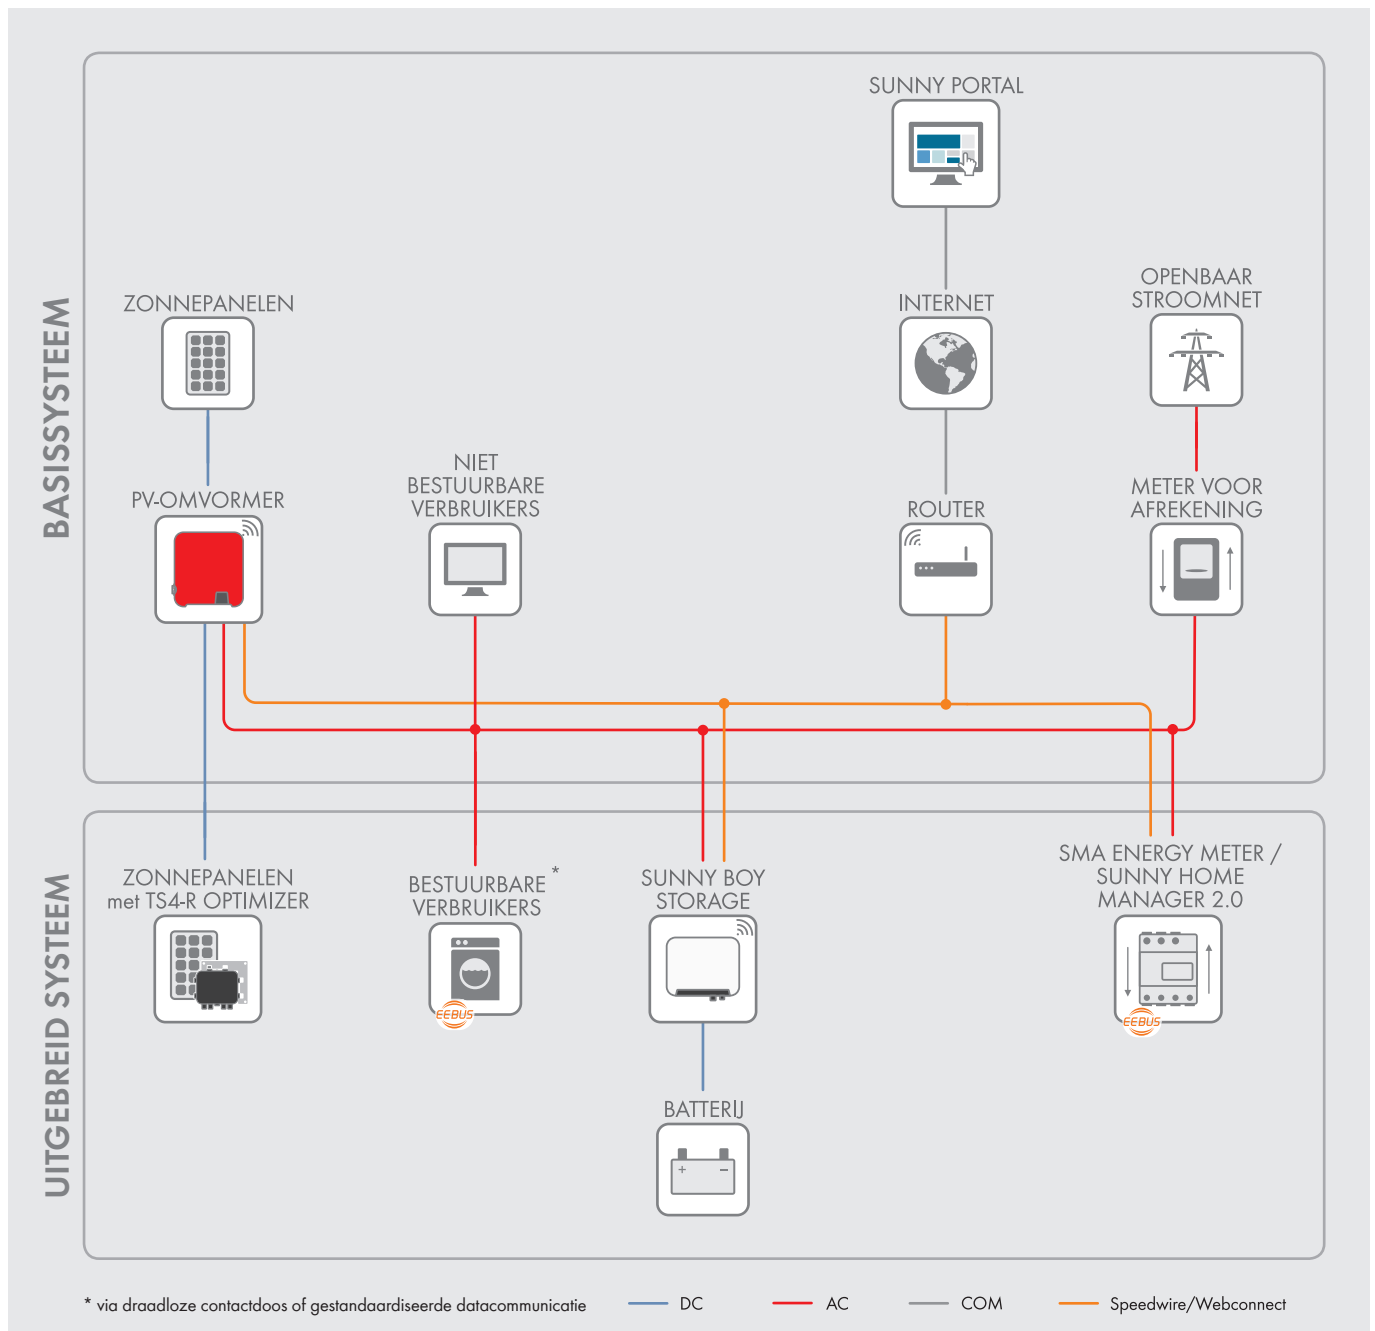 BASISSYSTEEM
SUNNY PORTAL
ZONNEPANELEN
INTERNET
OPENBAAR
STROOMNET
PV-OMVORMER
NIET
BESTUURBARE
VERBRUIKERS
ROUTER
METER VOOR
AFREKENING
UITGEBREID SYSTEEM
ZONNEPANELEN
met TS4-R OPTIMIZER
BESTUURBARE *
VERBRUIKERS
EEBUS
SUNNY BOY
STORAGE
SMA ENERGY METER /
SUNNY HOME
MANAGER 2.0
EEBUS
BATTERIJ
+ −
* via draadloze contactdoos of gestandaardiseerde datacommunicatie
DC
AC
COM
Speedwire/Webconnect